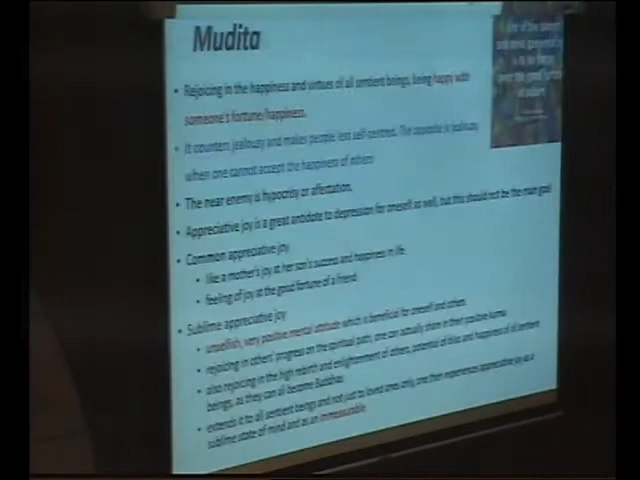 Mudita
• Rejoicing in the happiness and virtues of all sentient beings, being happy with
someone's fortune/happiness.
• It counters jealousy and makes people less self-centred. The opposite is jealousy
when one cannot accept the happiness of others
• The near enemy is hypocrisy or affectation.
• Appreciative joy is a great antidote to depression for oneself as well, but this should not be the main goal
• Common appreciative joy
• like a mother's joy at her son's success and happiness in life.
• feeling of joy at the good fortune of a friend
• Sublime appreciative joy
• unselfish, very positive mental attitude which is beneficial for oneself and others
• rejoicing in others' progress on the spiritual path, one can actually share in their positive karma
• also rejoicing in the high rebirth and enlightenment of others, potential of bliss and happiness of all sentient
beings, as they can all become Buddhas
• extends it to all sentient beings and not just to loved ones only, one then experiences appreciative joy as a
sublime state of mind and as an immeasurable